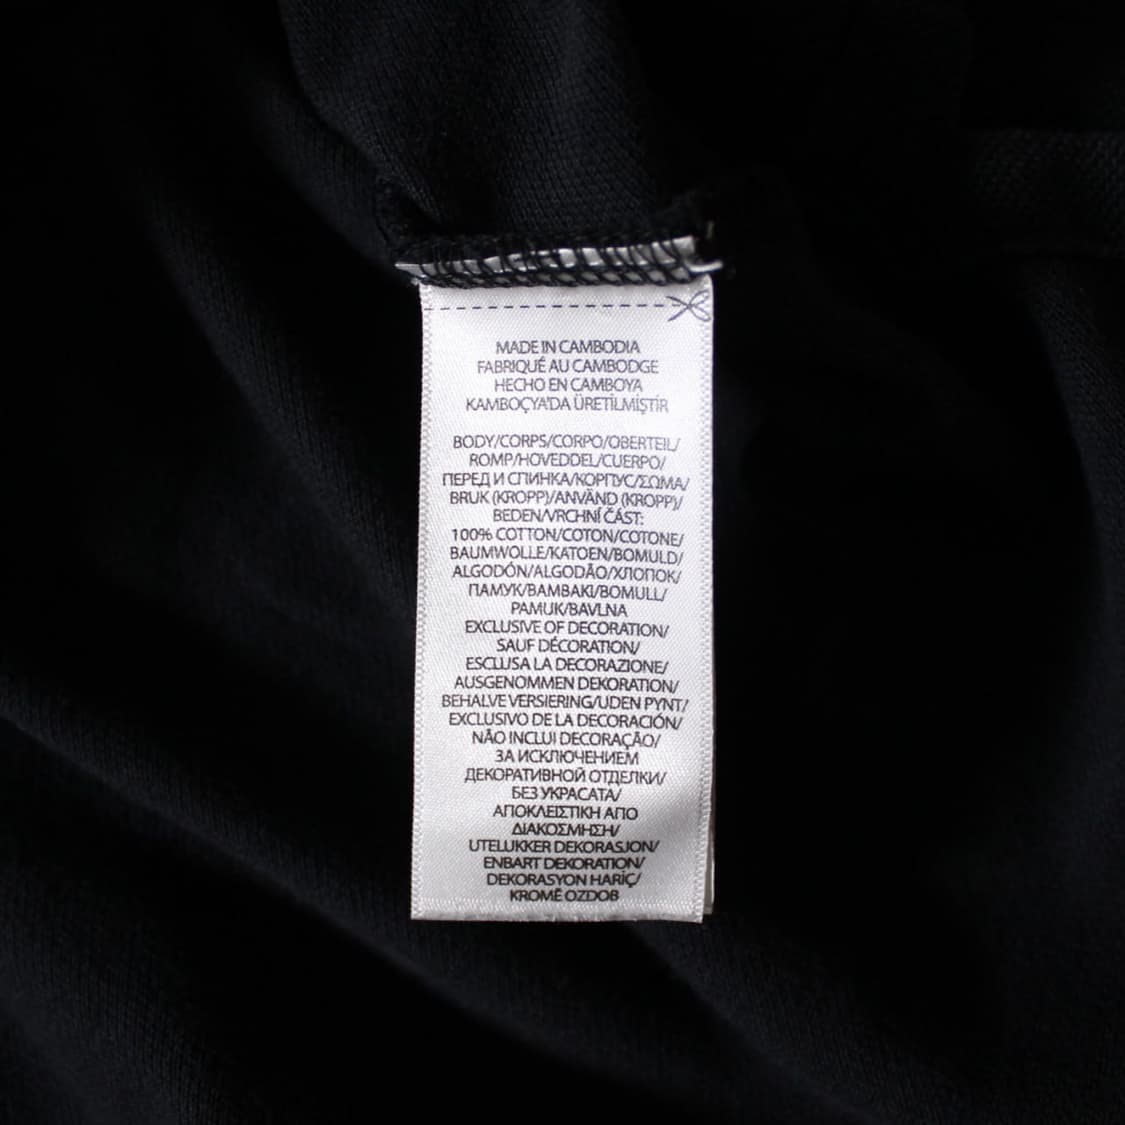 MADE IN CAMBODIA
FABRIQUÉ AU CAMBODGE
HECHO EN CAMBOYA
KAMBOÇYA'DA ÜRETİLMİŞTİR
BODY/CORPS/CORPO/OBERTEIL/
ROMP/HOVEDDEL/CUERPO/
ПЕРЕД И СПИНКА/КОРПУС/ΣΩΜΑ/
BRUK (KROPP)/ANVÄND (KROPP)/
BEDEN/VRCHNÍ ČÁST:
100% COTTON/COTON/COTONE/
BAUMWOLLE/KATOEN/BOMULD/
ALGODÓN/ALGODÃO/ХЛОПОК/
ПАМУК/BAMBAKI/BOMULL/
PAMUK/BAVLNA
EXCLUSIVE OF DECORATION/
SAUF DÉCORATION/
ESCLUSA LA DECORAZIONE/
AUSGENOMMEN DEKORATION/
BEHALVE VERSIERING/UDEN PYNT/
EXCLUSIVO DE LA DECORACIÓN/
NÃO INCLUI DECORAÇÃO/
ЗА ИСКЛЮЧЕНИЕМ
ДЕКОРАТИВНОЙ ОТДЕЛКИ/
БЕЗ УКРАСАТА/
ΑΠΟΚΛΕΙΣΤΙΚΗ ΑΠΟ
ΔΙΑΚΟΣΜΗΣΗ/
UTELUKKER DEKORASJON/
ENBART DEKORATION/
DEKORASYON HARİÇ/
KROMĚ OZDOB